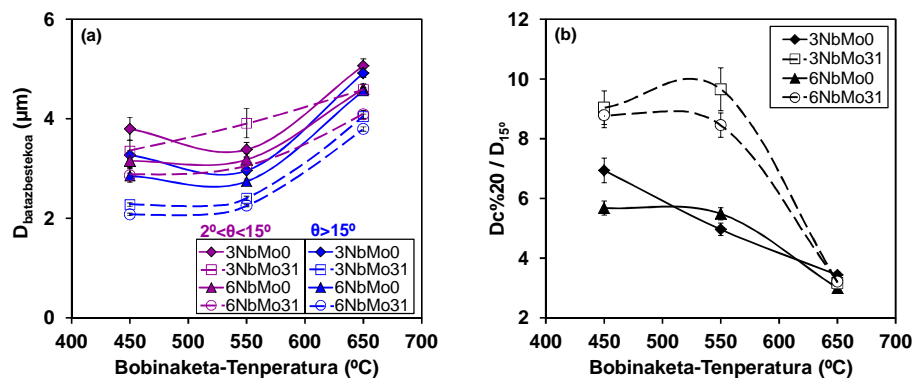 (a)
D batazbestekoa (µm)
6
4
2
0
2º<θ<15º θ>15º
3NbMo0 3NbMo0
3NbMo31 3NbMo31
6NbMo0 6NbMo0
6NbMo31 6NbMo31
400 450 500 550 600 650 700
Bobinaketa-Tenperatura (ºC)
(b)
Dc%20 / D15º
12
10
8
6
4
2
3NbMo0
3NbMo31
6NbMo0
6NbMo31
400 450 500 550 600 650 700
Bobinaketa-Tenperatura (ºC)